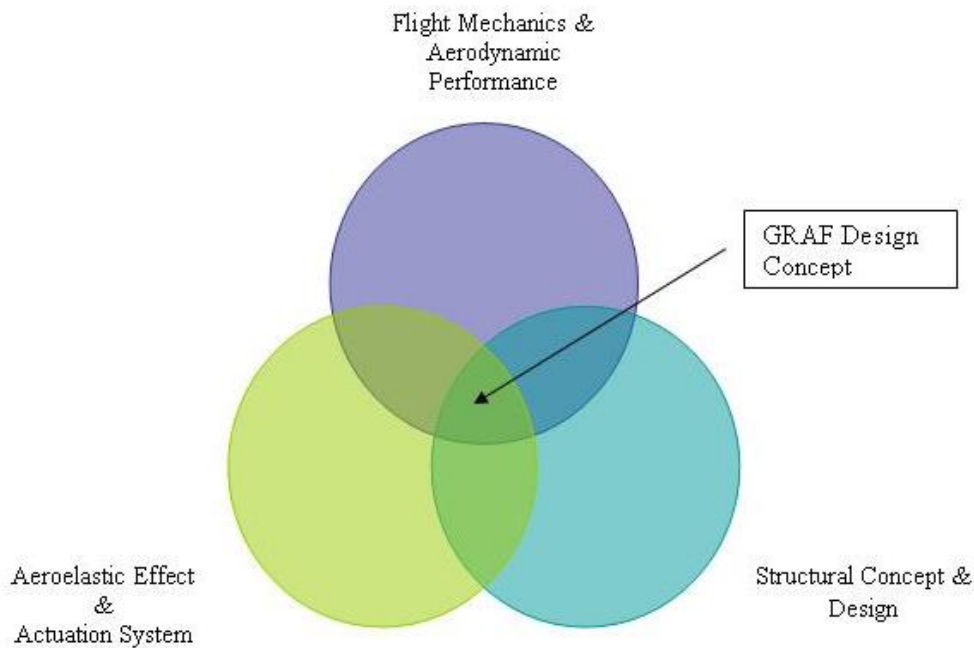 Flight Mechanics &
Aerodynamic
Performance
GRAF Design
Concept
Aeroelastic Effect
&
Actuation System
Structural Concept &
Design